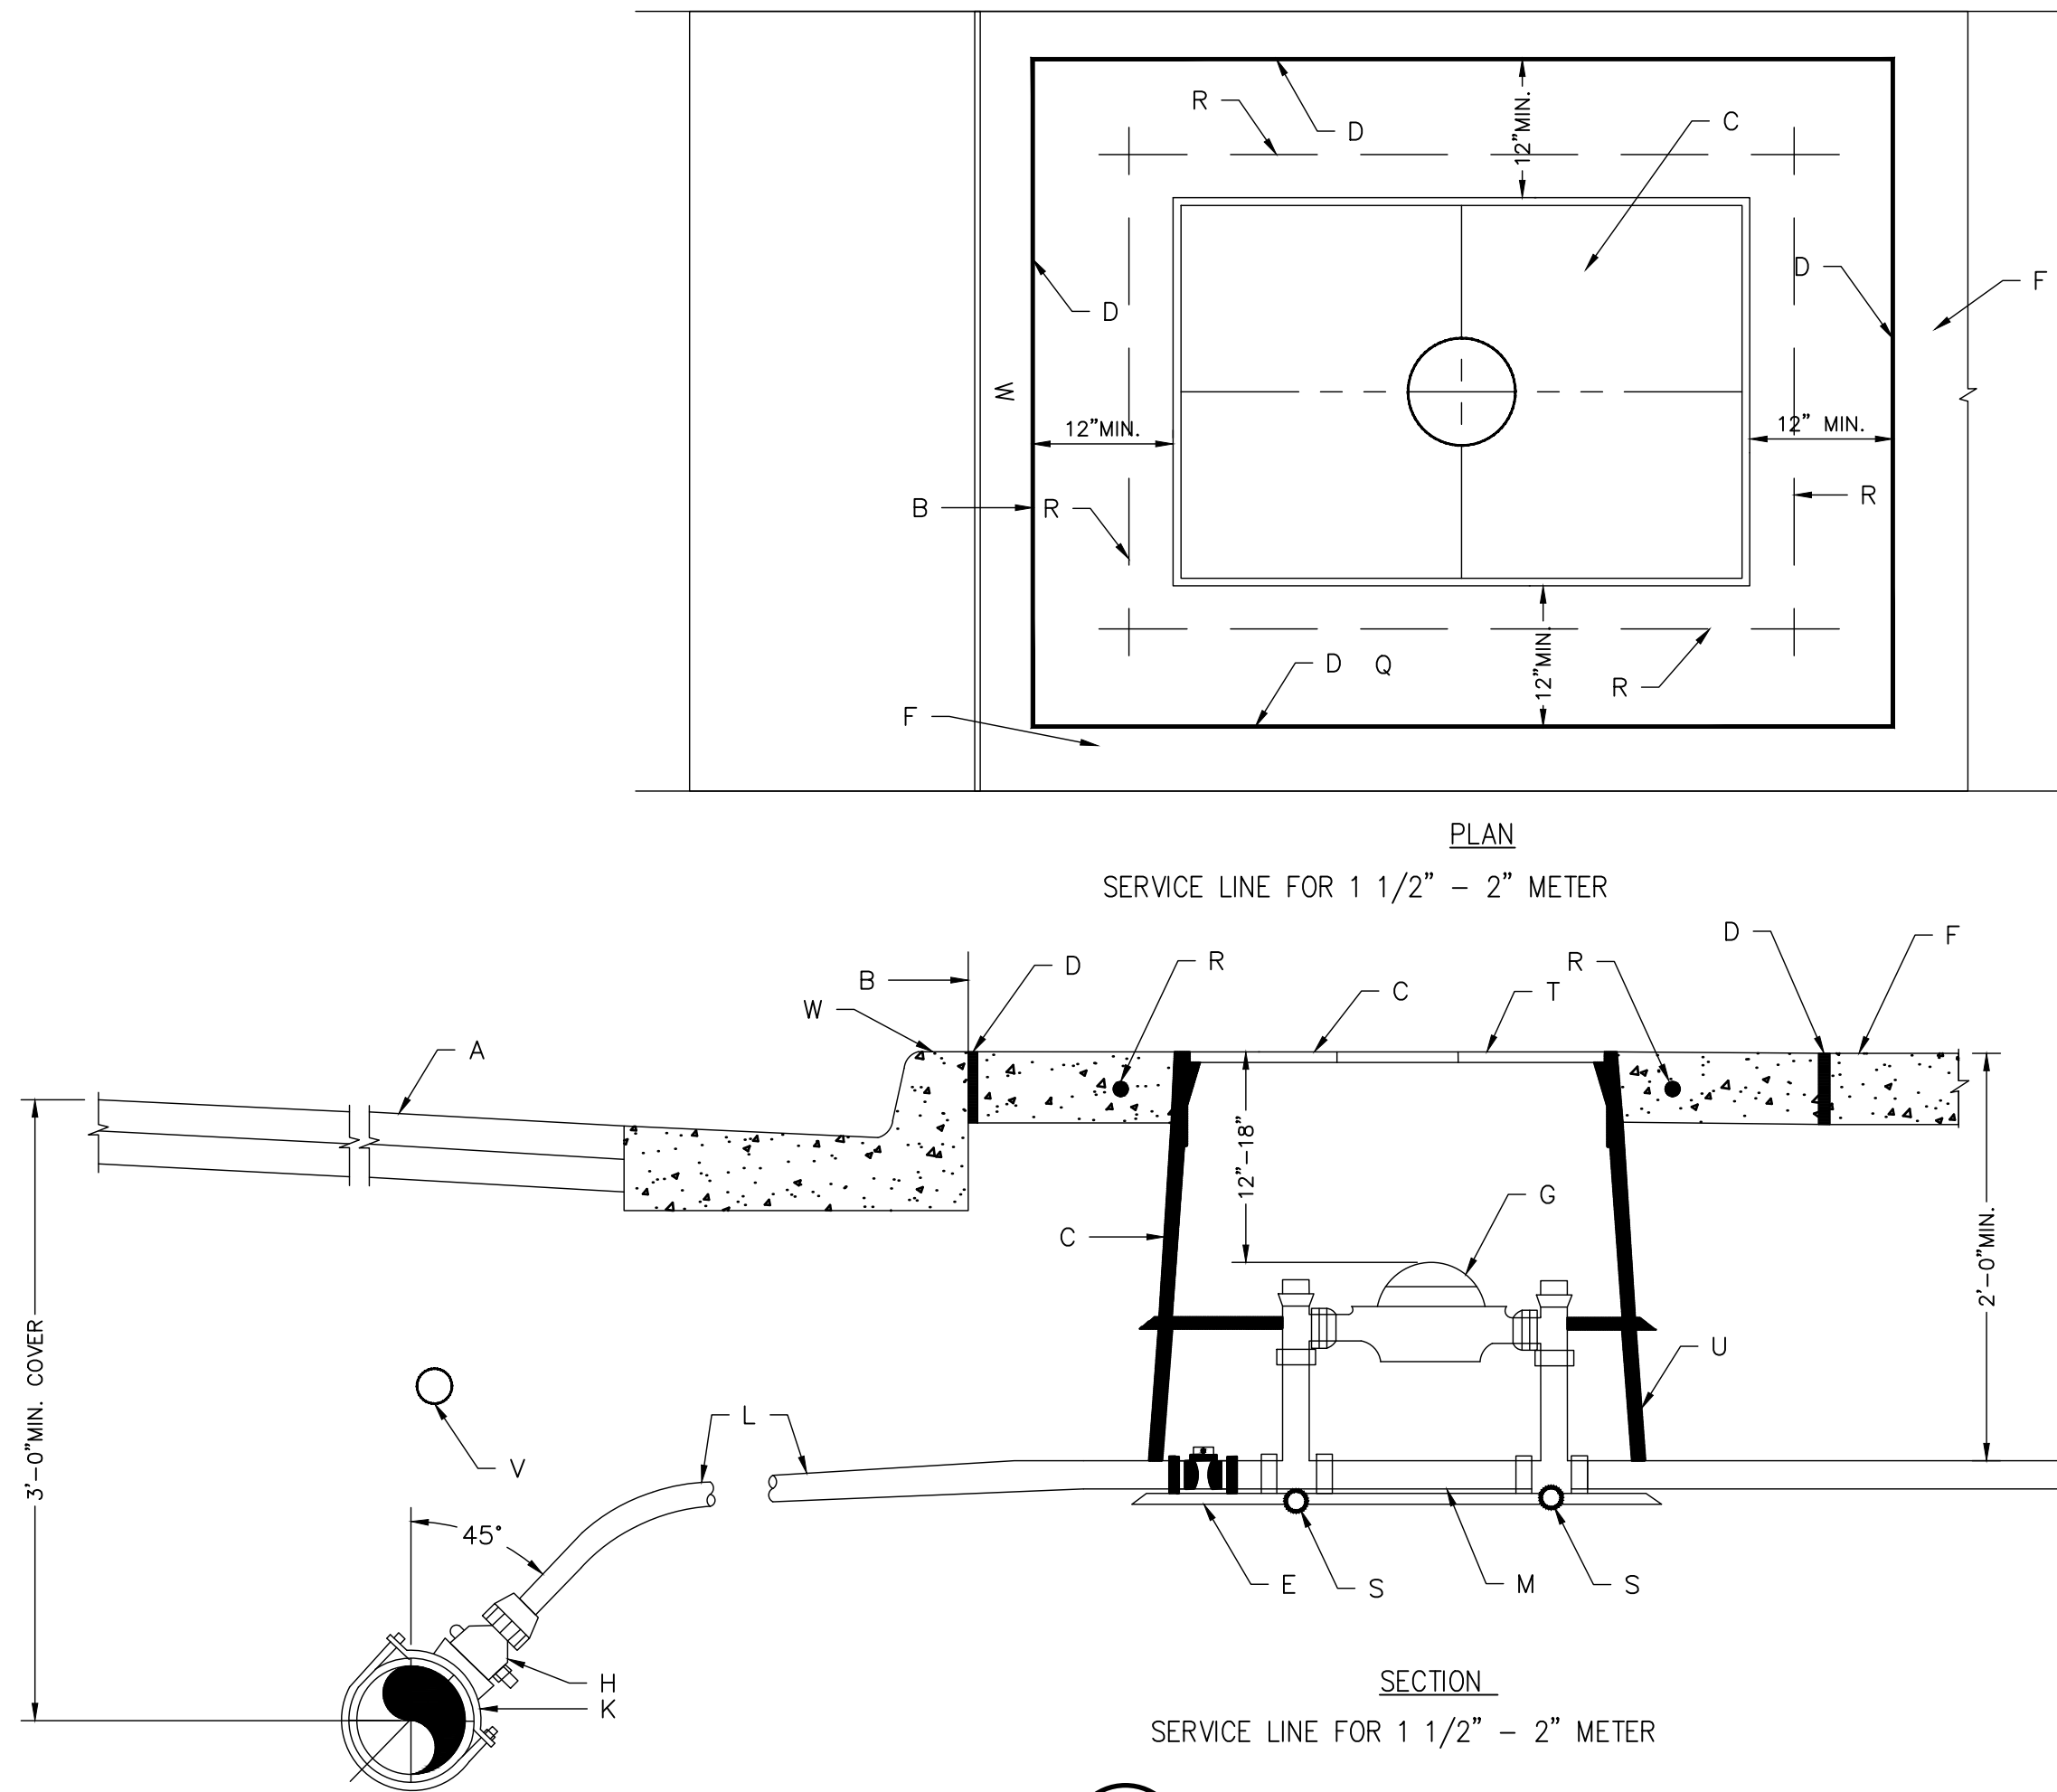 R
D
12"MIN.
C
D
D
F
W
12"MIN.
12" MIN.
B
R
R
D Q
12"MIN.
R
F
PLAN
SERVICE LINE FOR 1 1/2" - 2" METER
B
D
R
R
D
F
W
C
T
A
12"-18"
G
C
2'-0"MIN.
U
3'-0"MIN. COVER
L
V
45°
E
S
M
S
H
K
SECTION
SERVICE LINE FOR 1 1/2" - 2" METER